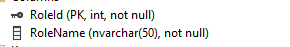 RoleId (PK, int, not null)
RoleName (nvarchar(50), not null)